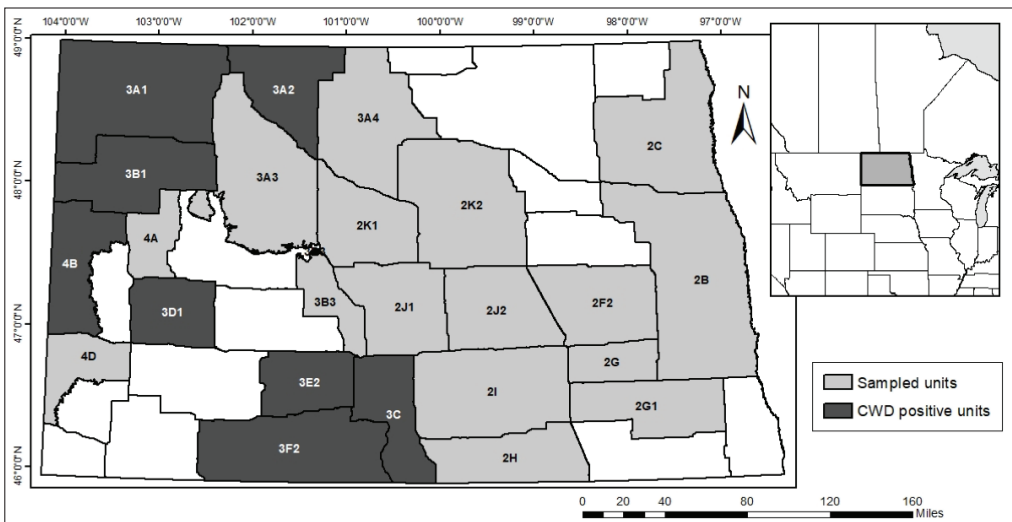 104°0'0"W 103°0'0"W 102°0'0"W 101°0'0"W 100°0'0"W 99°0'0"W 98°0'0"W 97°0'0"W
49°0'0"N
48°0'0"N
47°0'0"N
46°0'0"N
3A1
3A2
3A4
2C
3A3
3B1
2K2
2K1
4A
4B
2B
3D1
3B3
2J1
2J2
2F2
4D
2G
3E2
3C
2I
2G1
3F2
2H
N
Sampled units
CWD positive units
0 20 40 80 120 160
Miles